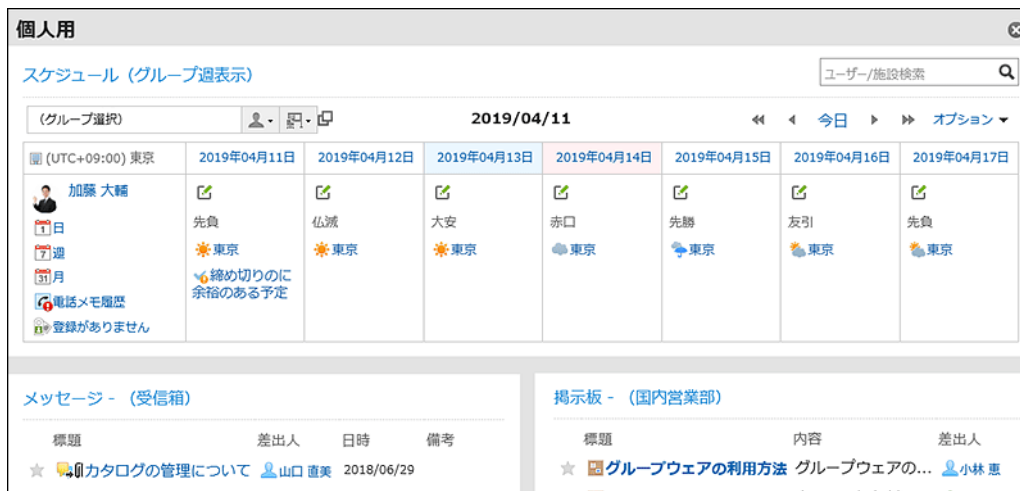 個人用
スケジュール（グループ週表示）
ユーザー/施設検索
（グループ選択）
2019/04/11
今日
オプション
(UTC+09:00) 東京 2019年04月11日 2019年04月12日 2019年04月13日 2019年04月14日 2019年04月15日 2019年04月16日 2019年04月17日
加藤 大輔
先負 仏滅 大安 赤口 先勝 友引 先負
1 日
東京 東京 東京 東京 東京 東京 東京
7 週
締め切りのに
余裕のある予定
31 月
電話メモ履歴
登録がありません
メッセージ - （受信箱）
標題 差出人 日時 備考
カタログの管理について 山口 直美 2018/06/29
掲示板 - （国内営業部）
標題 内容 差出人
グループウェアの利用方法 グループウェアの... 小林 恵